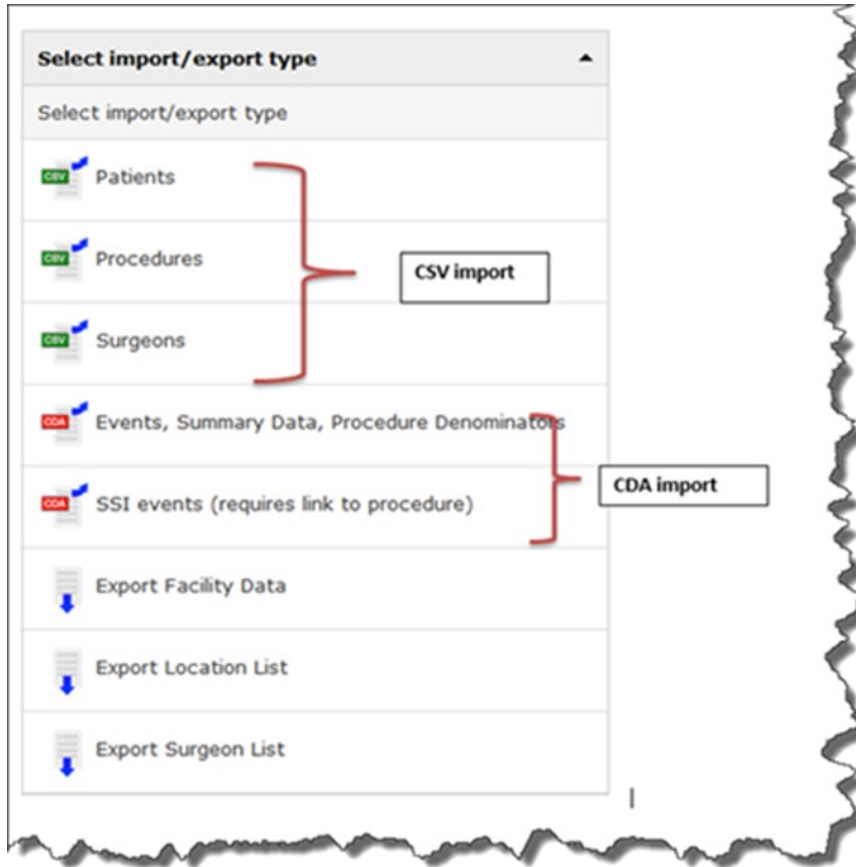 Select import/export type
Select import/export type
CSV Patients
CSV Procedures
CSV import
CSV Surgeons
CDA Events, Summary Data, Procedure Denominators
CDA SSI events (requires link to procedure)
CDA import
Export Facility Data
Export Location List
Export Surgeon List